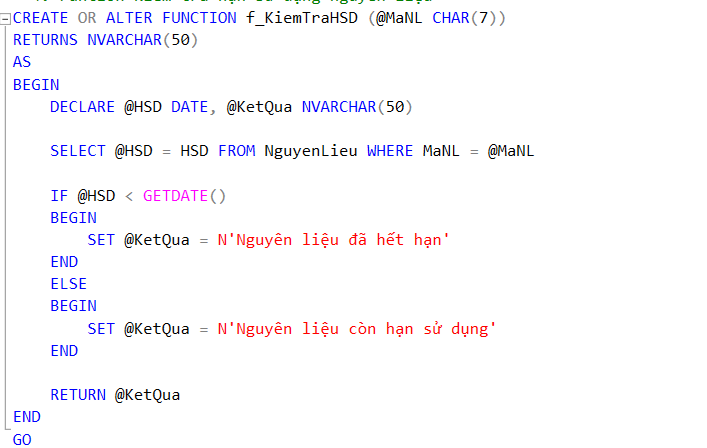 CREATE OR ALTER FUNCTION f_KiemTraHSD (@MaNL CHAR(7))
RETURNS NVARCHAR(50)
AS
BEGIN
    DECLARE @HSD DATE, @KetQua NVARCHAR(50)
    SELECT @HSD = HSD FROM NguyenLieu WHERE MaNL = @MaNL
    IF @HSD < GETDATE()
    BEGIN
        SET @KetQua = N'Nguyên liệu đã hết hạn'
    END
    ELSE
    BEGIN
        SET @KetQua = N'Nguyên liệu còn hạn sử dụng'
    END
    RETURN @KetQua
END
GO